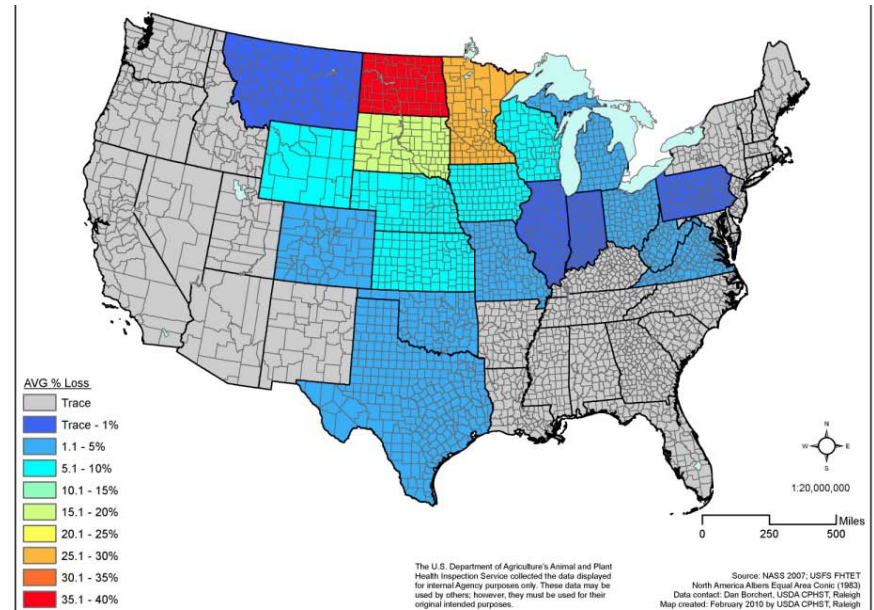 AVG % Loss
Trace
Trace - 1%
1.1 - 5%
5.1 - 10%
10.1 - 15%
15.1 - 20%
20.1 - 25%
25.1 - 30%
30.1 - 35%
35.1 - 40%
N
W E
S
1:20,000,000
Miles
0 250 500
The U.S. Department of Agriculture's Animal and Plant
Health Inspection Service collected the data displayed
for internal Agency purposes only. These data may be
used by others; however, they must be used for their
original intended purposes.
Source: NASS 2007; USFS FHTET
North America Albers Equal Area Conic (1983)
Data contact: Dan Borchert, USDA CPHST, Raleigh
Map created: February 2010 by USDA CPHST, Raleigh